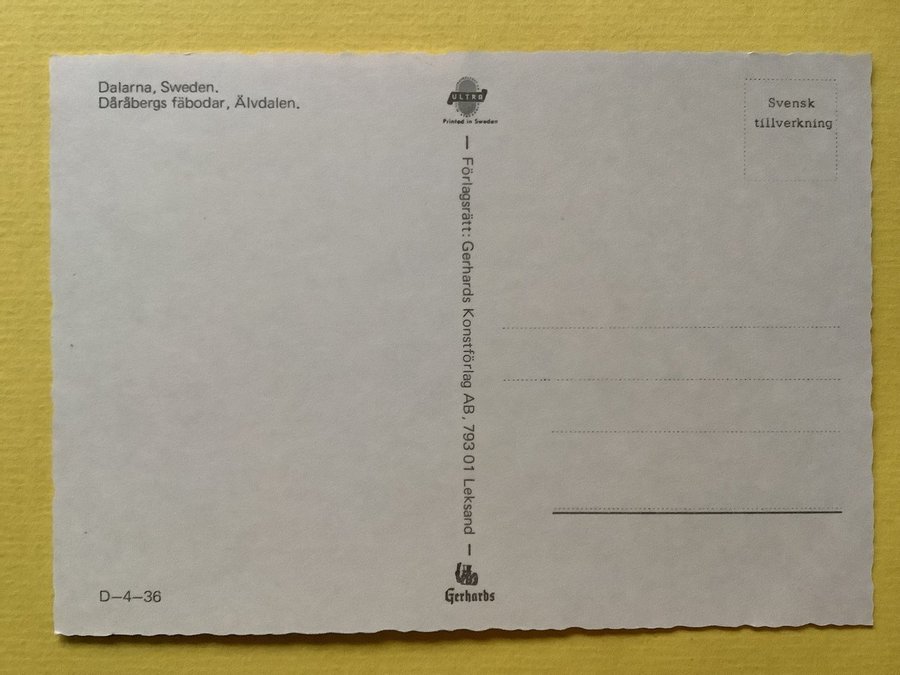 Dalarna, Sweden.
Dåråbergs fäbodar, Älvdalen.
ULTRA
Printed in Sweden
— Förlagsrätt: Gerhards Konstförlag AB, 793 01 Leksand —
Gerhards
Svensk
tillverkning
D—4—36